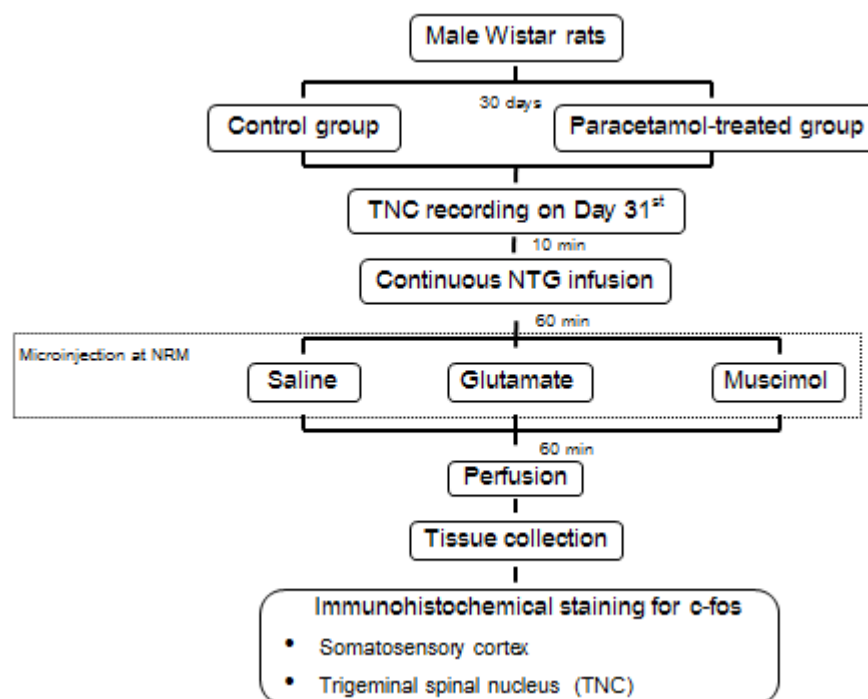 Male Wistar rats
30 days
Control group
Paracetamol-treated group
TNC recording on Day 31st
10 min
Continuous NTG infusion
60 min
Microinjection at NRM
Saline
Glutamate
Muscimol
60 min
Perfusion
Tissue collection
Immunohistochemical staining for c-fos
• Somatosensory cortex
• Trigeminal spinal nucleus (TNC)